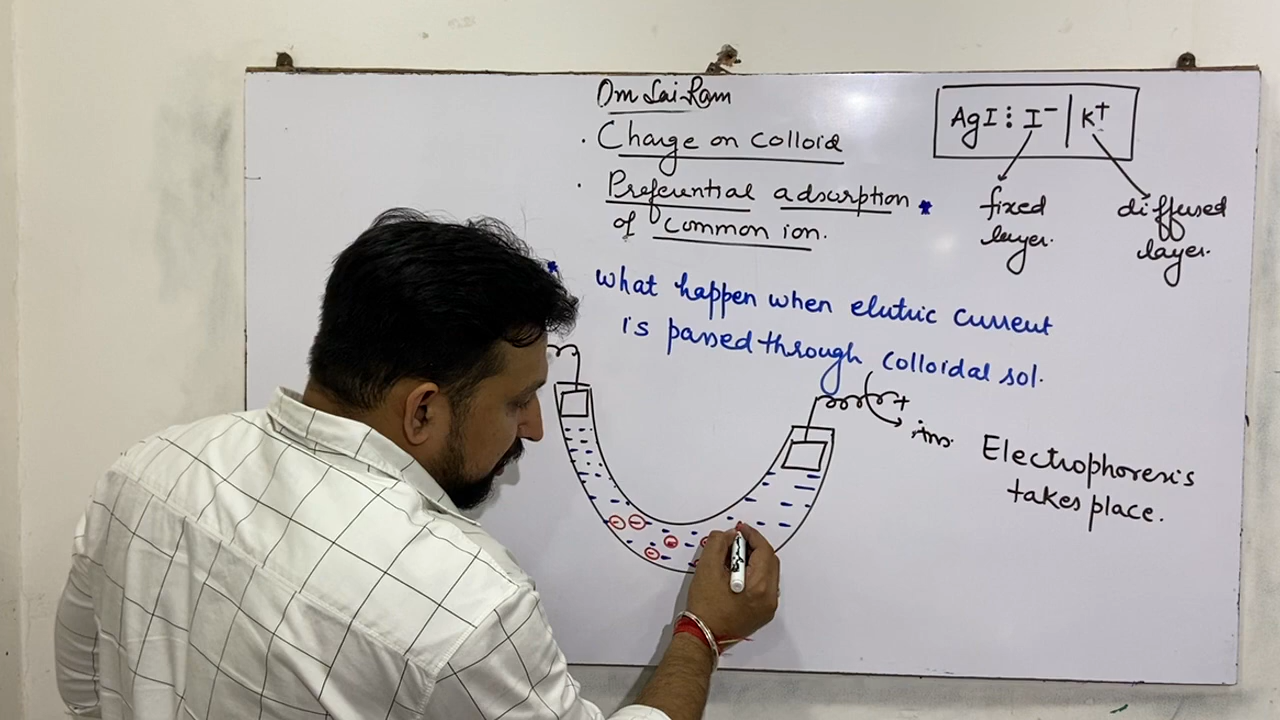 Om Sai Ram
· Charge on Colloid
· Preferential adsorption
of common ion.
AgI ⋮ I⁻ | K⁺
fixed
layer.
diffused
layer.
* what happen when elutric current
is passed through colloidal sol.
+
Electrophoresis
takes place.